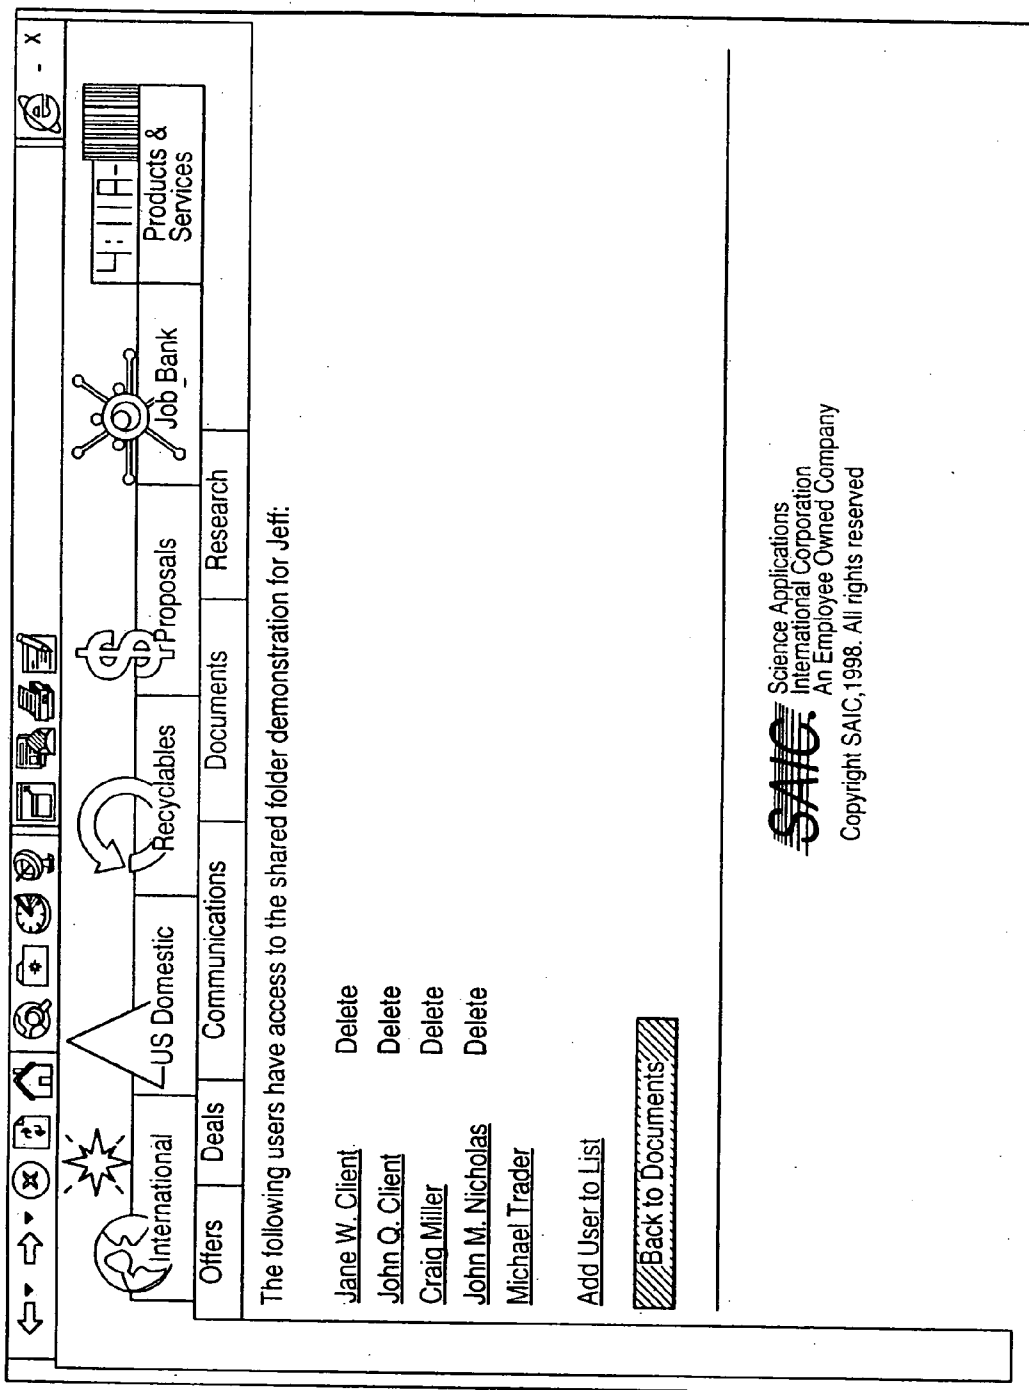 X
4:11A-
International
US Domestic
Recyclables
$
Proposals
Job Bank
Products &
Services
Offers
Deals
Communications
Documents
Research
The following users have access to the shared folder demonstration for Jeff:
Jane W. Client Delete
John Q. Client Delete
Craig Miller Delete
John M. Nicholas Delete
Michael Trader
Add User to List
Back to Documents
SAIC. Science Applications
International Corporation
An Employee Owned Company
Copyright SAIC,1998. All rights reserved